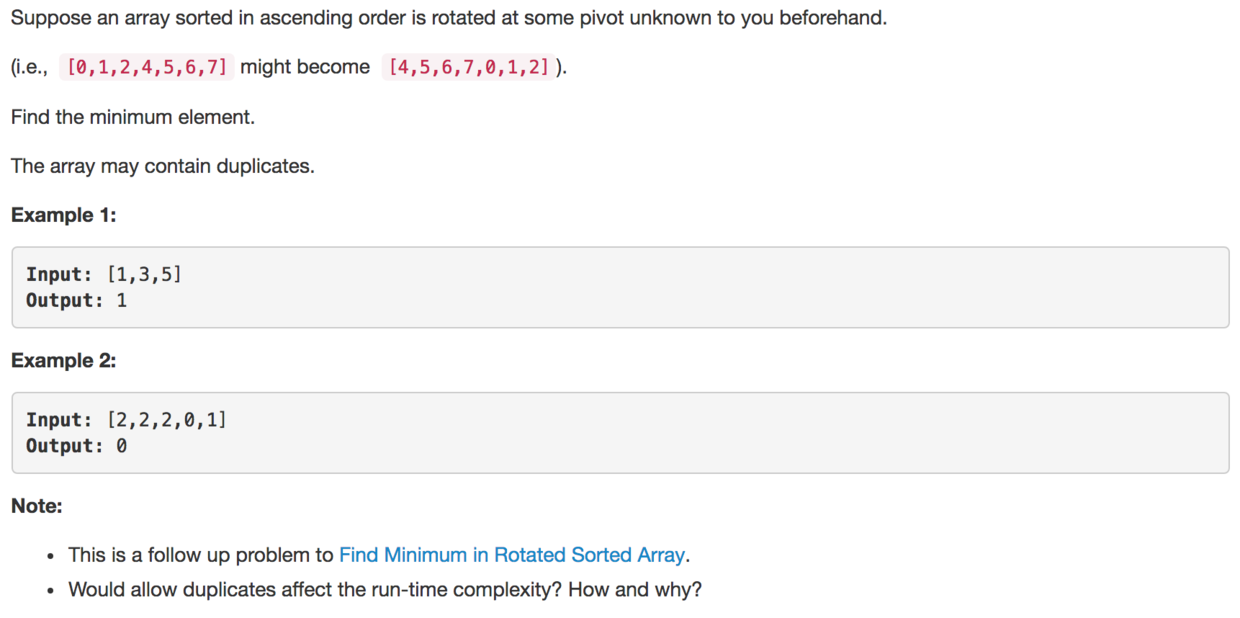 Suppose an array sorted in ascending order is rotated at some pivot unknown to you beforehand.
(i.e., [0,1,2,4,5,6,7] might become [4,5,6,7,0,1,2]).
Find the minimum element.
The array may contain duplicates.
Example 1:
Input: [1,3,5]
Output: 1
Example 2:
Input: [2,2,2,0,1]
Output: 0
Note:
• This is a follow up problem to Find Minimum in Rotated Sorted Array.
• Would allow duplicates affect the run-time complexity? How and why?